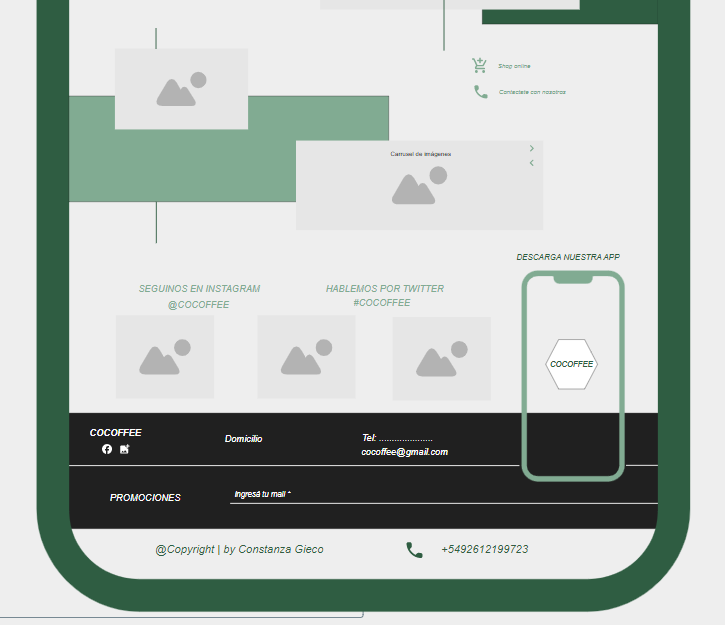 Shop online
Contactate con nosotros
Carrusel de imágenes
DESCARGA NUESTRA APP
SEGUINOS EN INSTAGRAM
@COCOFFEE
HABLEMOS POR TWITTER
#COCOFFEE
COCOFFEE
COCOFFEE
Domicilio
Tel: .....................
cocoffee@gmail.com
PROMOCIONES
Ingresá tu mail *
@Copyright | by Constanza Gieco
+5492612199723